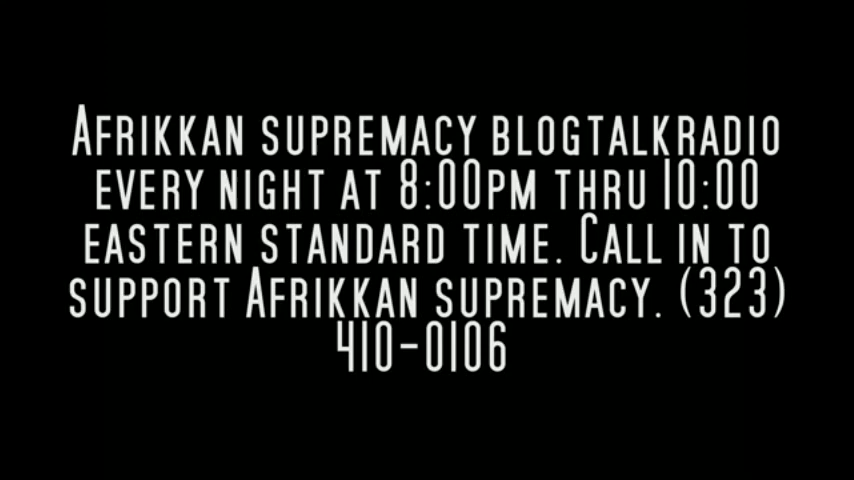 Afrikkan supremacy blogtalkradio
every night at 8:00pm thru 10:00
eastern standard time. Call in to
support Afrikkan supremacy. (323)
410-0106